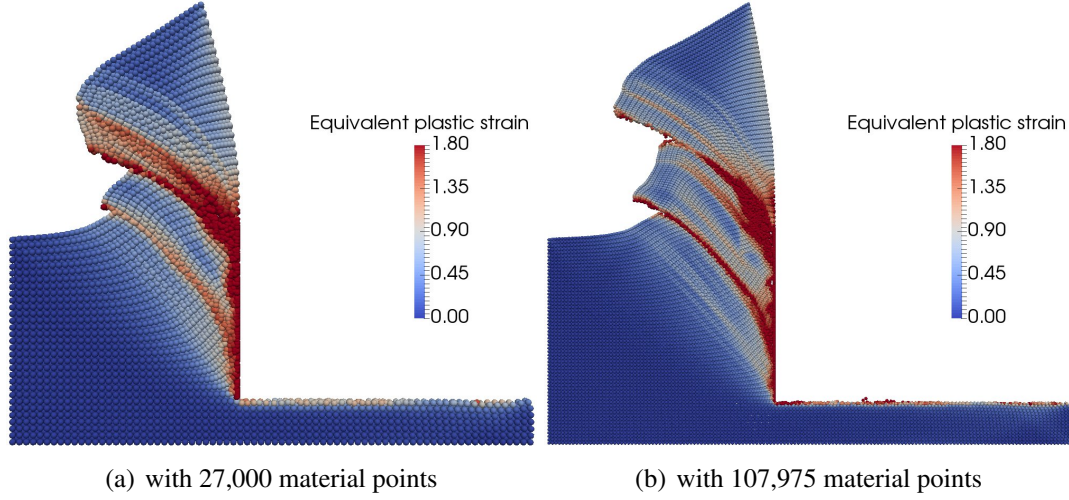 Equivalent plastic strain
1.80
1.35
0.90
0.45
0.00
Equivalent plastic strain
1.80
1.35
0.90
0.45
0.00
(a) with 27,000 material points
(b) with 107,975 material points